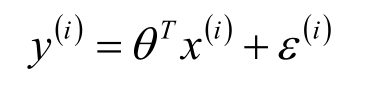 y^(i) = θ^T x^(i) + ε^(i)